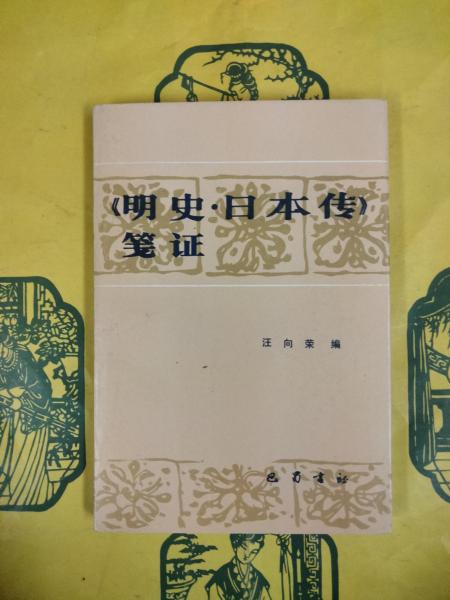 《明史·日本传》
笺证
汪向荣 编
巴蜀书社